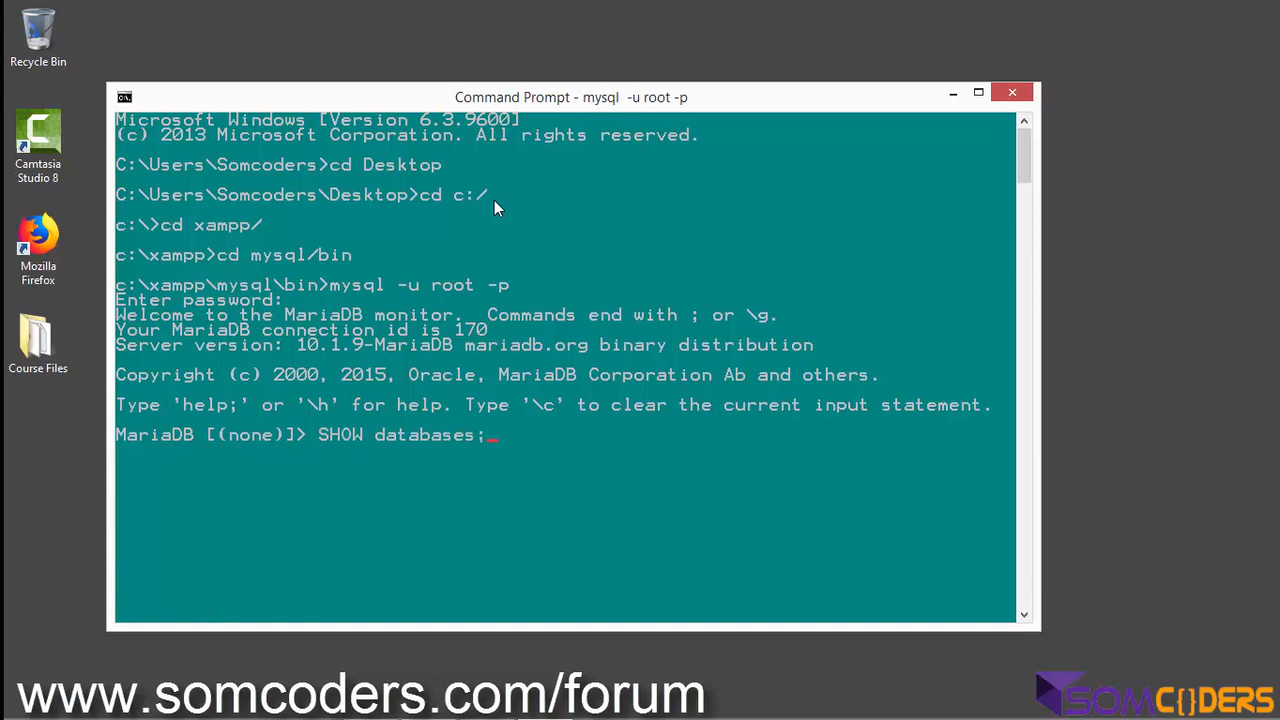 Recycle Bin
Camtasia
Studio 8
Mozilla
Firefox
Course Files
Command Prompt - mysql  -u root -p
Microsoft Windows [Version 6.3.9600]
(c) 2013 Microsoft Corporation. All rights reserved.
C:\Users\Somcoders>cd Desktop
C:\Users\Somcoders\Desktop>cd c:/
c:\>cd xampp/
c:\xampp>cd mysql/bin
c:\xampp\mysql\bin>mysql -u root -p
Enter password:
Welcome to the MariaDB monitor.  Commands end with ; or \g.
Your MariaDB connection id is 170
Server version: 10.1.9-MariaDB mariadb.org binary distribution
Copyright (c) 2000, 2015, Oracle, MariaDB Corporation Ab and others.
Type 'help;' or '\h' for help. Type '\c' to clear the current input statement.
MariaDB [(none)]> SHOW databases;
www.somcoders.com/forum
SOMC{}DERS